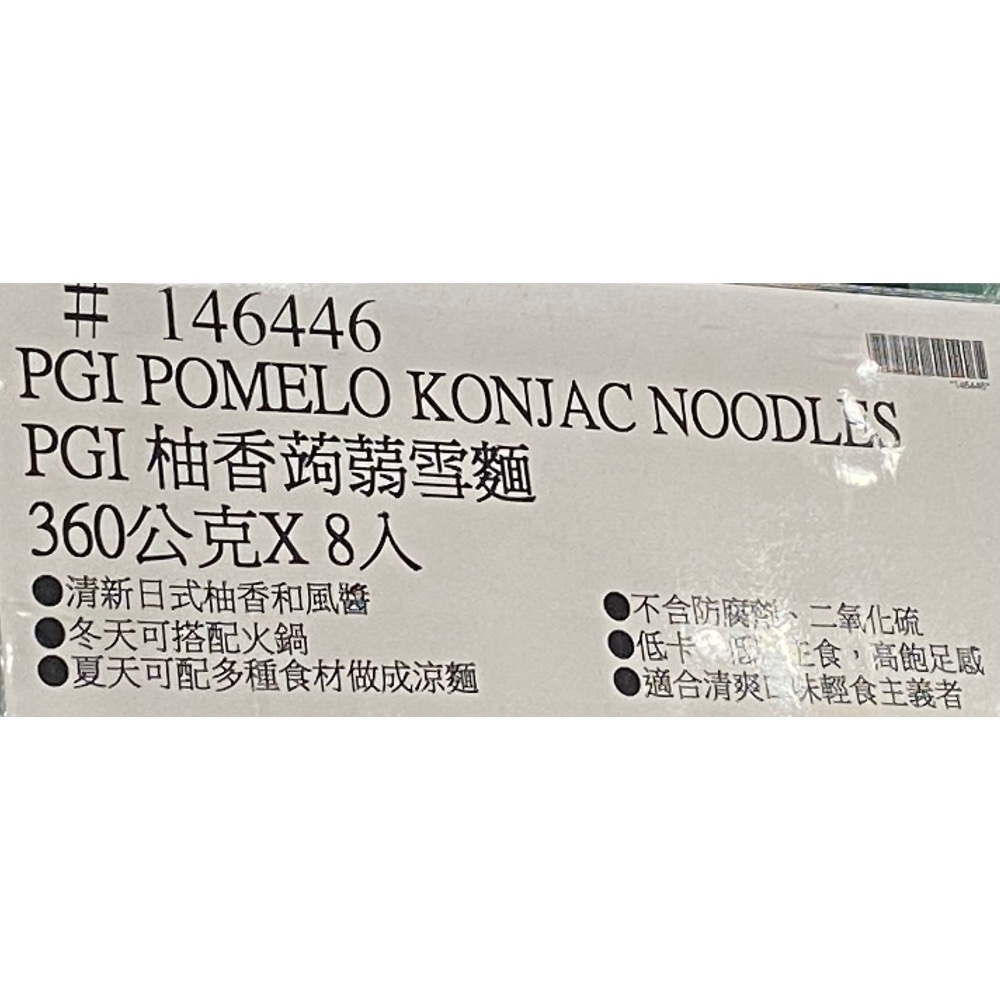 # 146446
"146446"
PGI POMELO KONJAC NOODLES
PGI 柚香蒟蒻雪麵
360公克X 8入
●清新日式柚香和風醬
●冬天可搭配火鍋
●夏天可配多種食材做成涼麵
●不含防腐劑、二氧化硫
●低卡 主食，高飽足感
●適合清爽口味輕食主義者